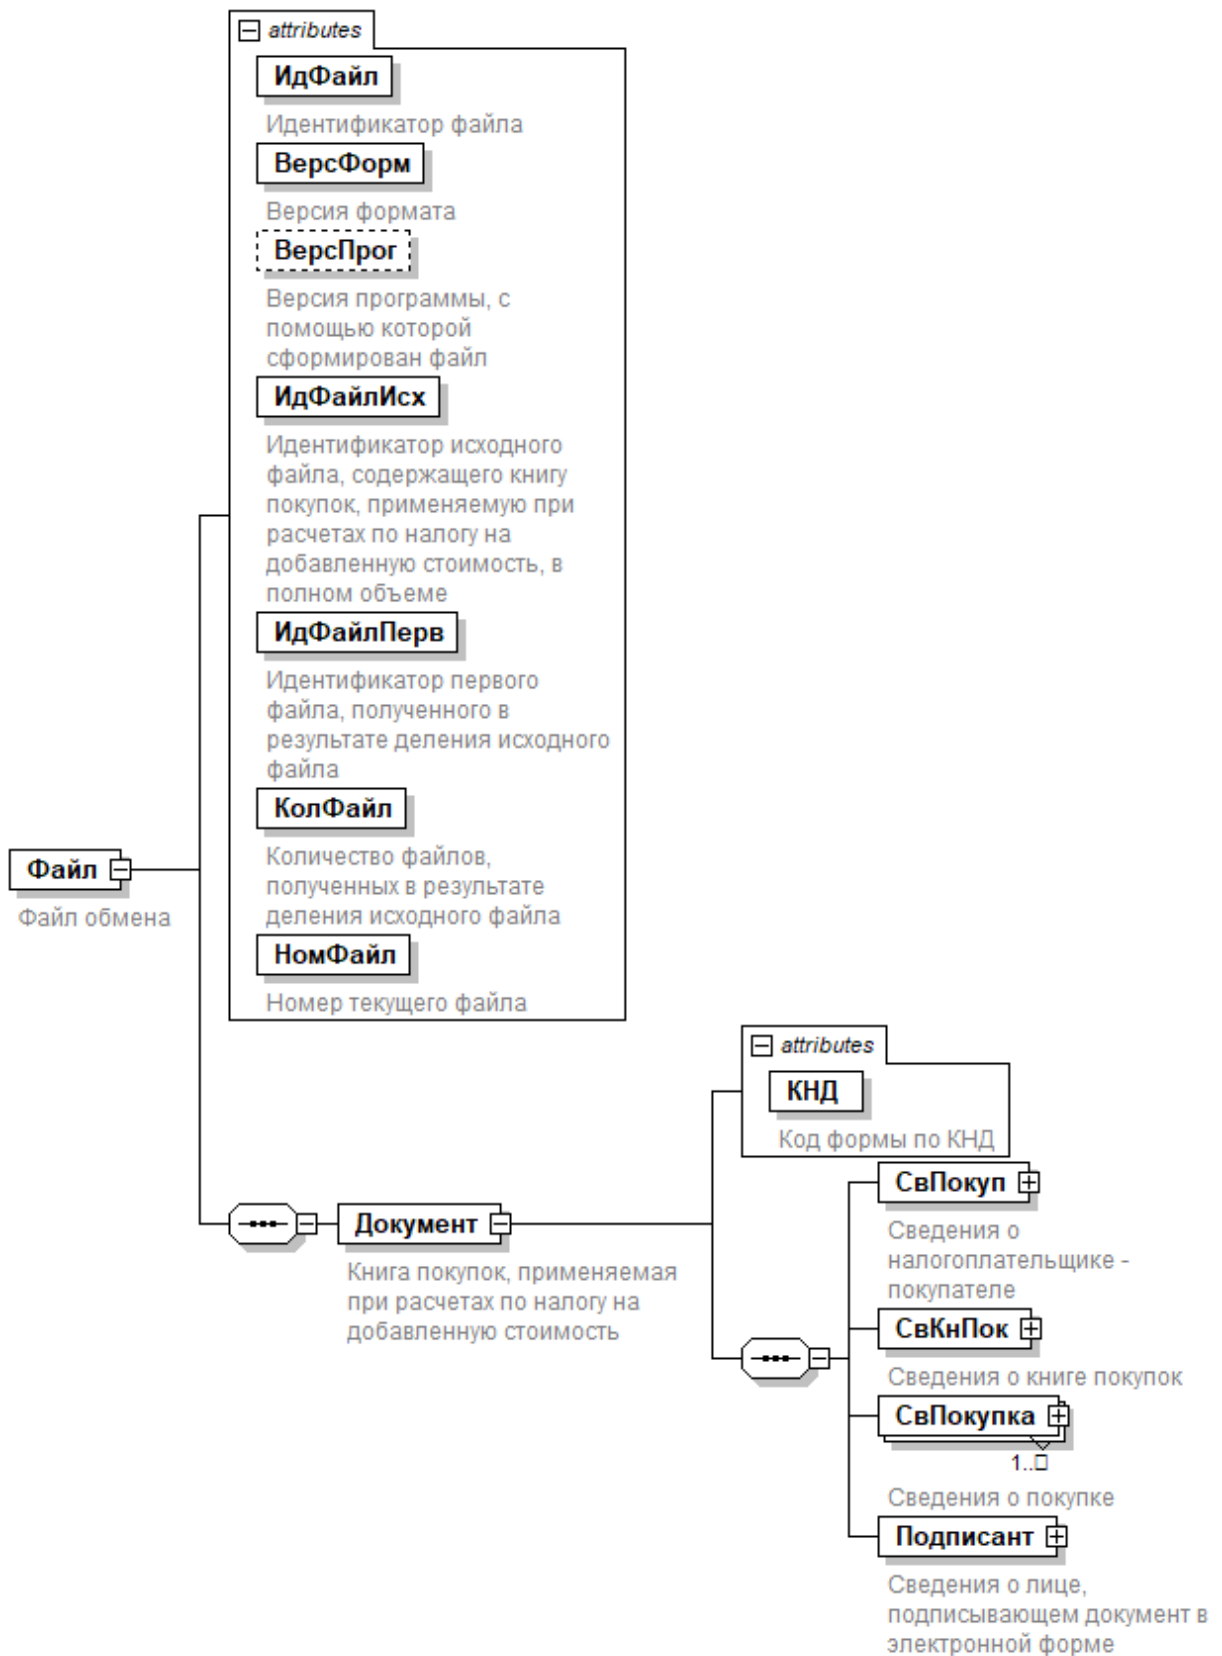 attributes
ИдФайл
Идентификатор файла
ВерсФорм
Версия формата
ВерсПрог
Версия программы, с
помощью которой
сформирован файл
ИдФайлИсх
Идентификатор исходного
файла, содержащего книгу
покупок, применяемую при
расчетах по налогу на
добавленную стоимость, в
полном объеме
ИдФайлПерв
Идентификатор первого
файла, полученного в
результате деления исходного
файла
КолФайл
Количество файлов,
полученных в результате
деления исходного файла
НомФайл
Номер текущего файла
Файл
Файл обмена
Документ
Книга покупок, применяемая
при расчетах по налогу на
добавленную стоимость
attributes
КНД
Код формы по КНД
СвПокуп
Сведения о
налогоплательщике -
покупателе
СвКнПок
Сведения о книге покупок
СвПокупка
1..□
Сведения о покупке
Подписант
Сведения о лице,
подписывающем документ в
электронной форме